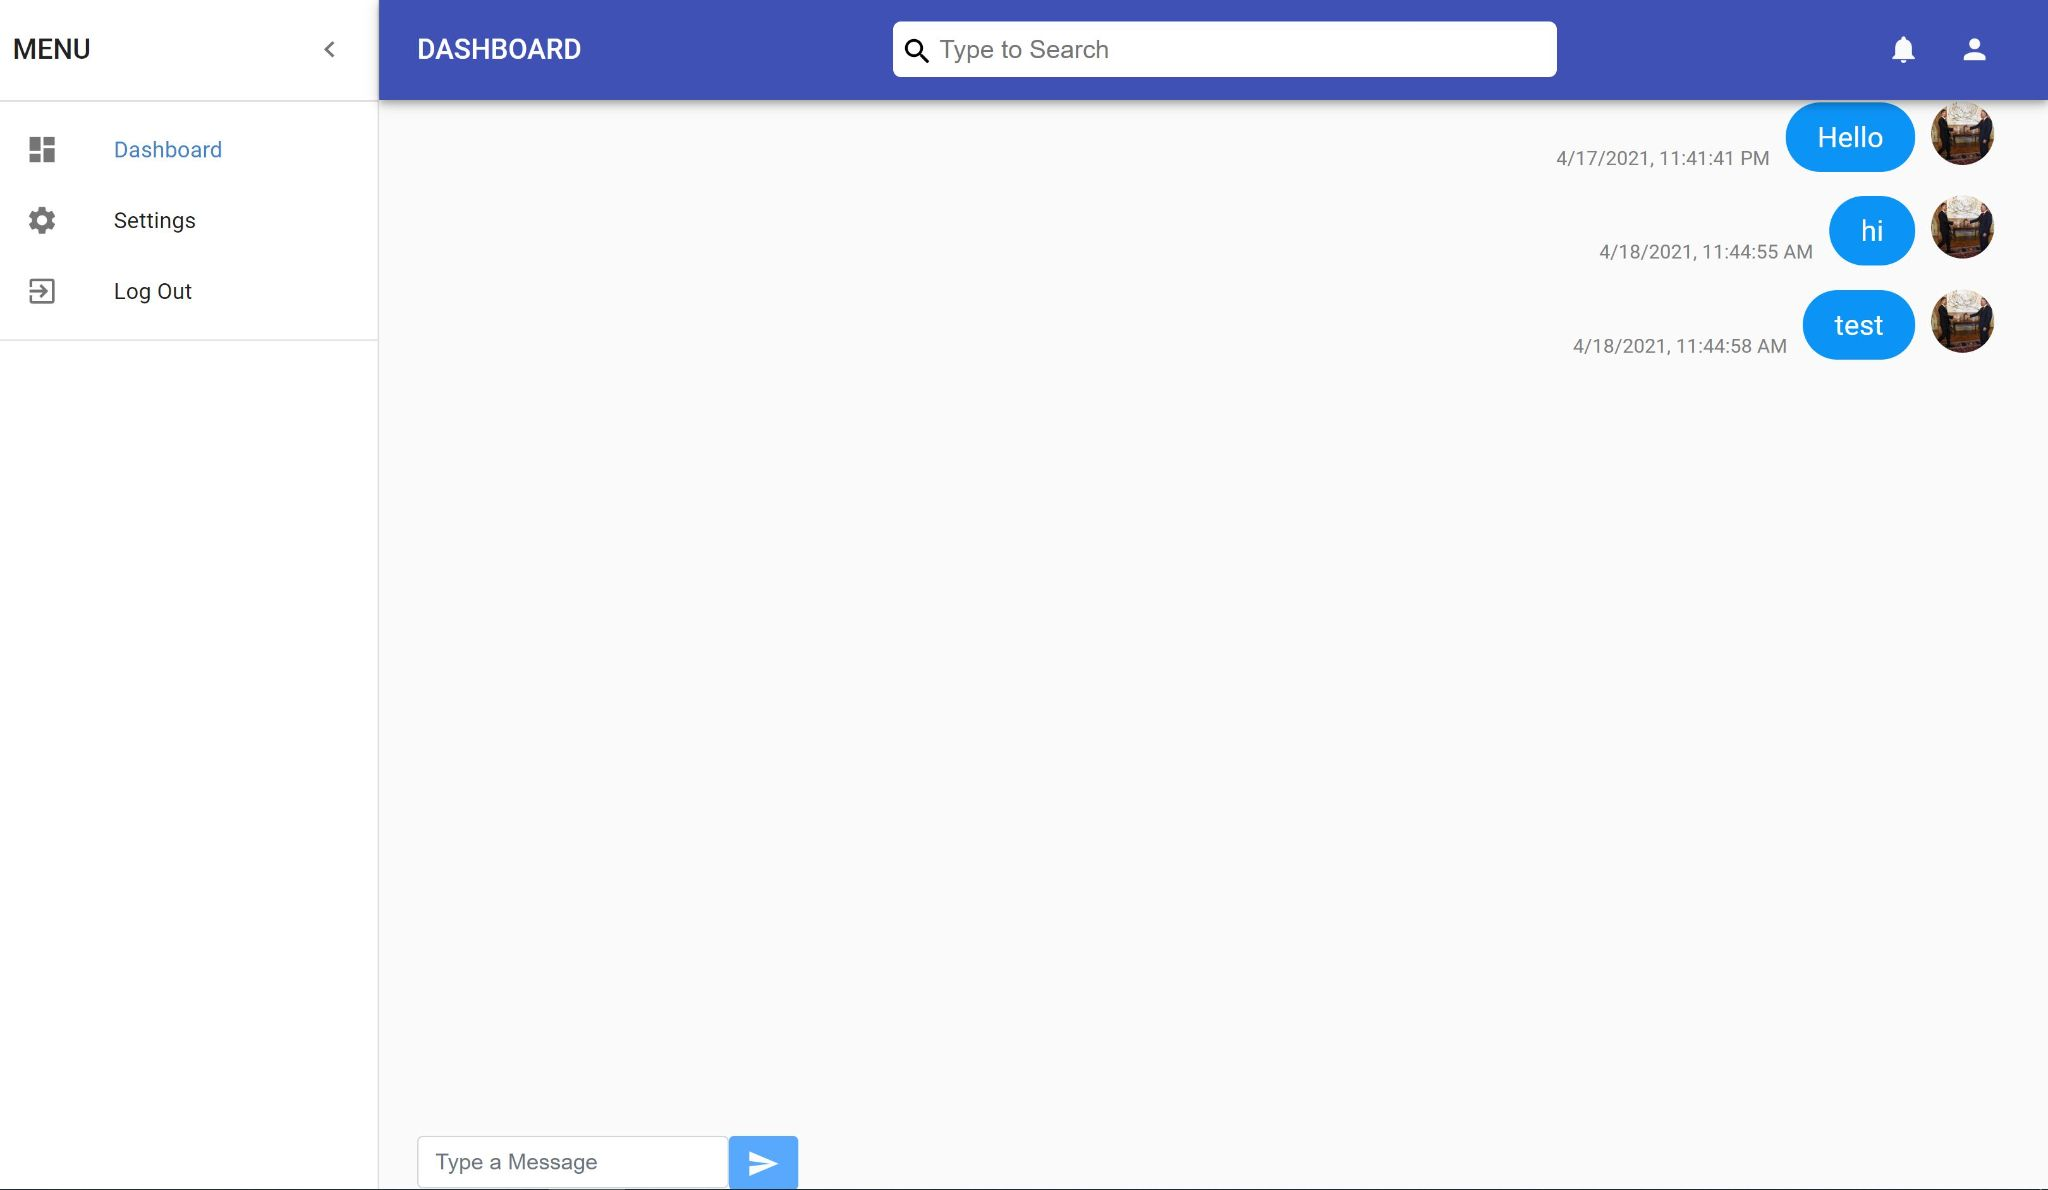 MENU
DASHBOARD
Type to Search
Dashboard
Settings
Log Out
4/17/2021, 11:41:41 PM
Hello
4/18/2021, 11:44:55 AM
hi
4/18/2021, 11:44:58 AM
test
Type a Message